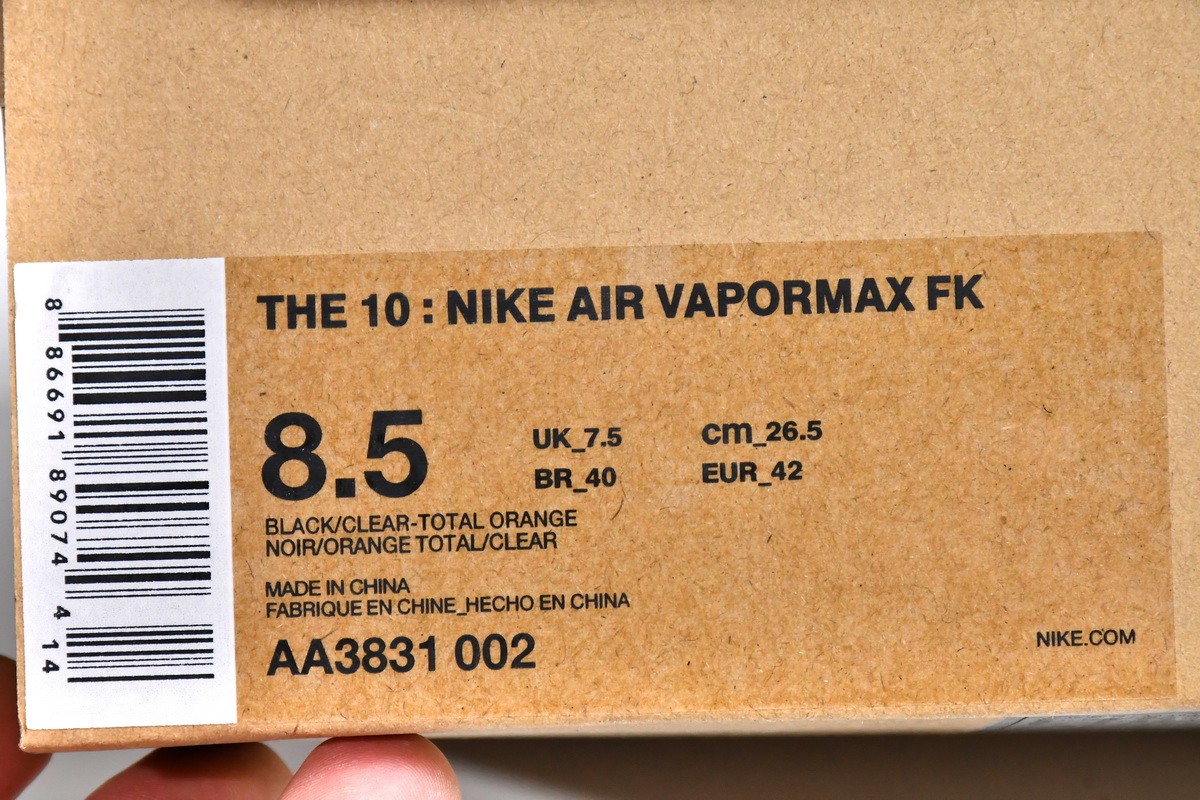 THE 10 : NIKE AIR VAPORMAX FK
8.5
UK_7.5
cm_26.5
BR_40
EUR_42
BLACK/CLEAR-TOTAL ORANGE
NOIR/ORANGE TOTAL/CLEAR
MADE IN CHINA
FABRIQUE EN CHINE_HECHO EN CHINA
AA3831 002
NIKE.COM
8 86691 89074 4 14